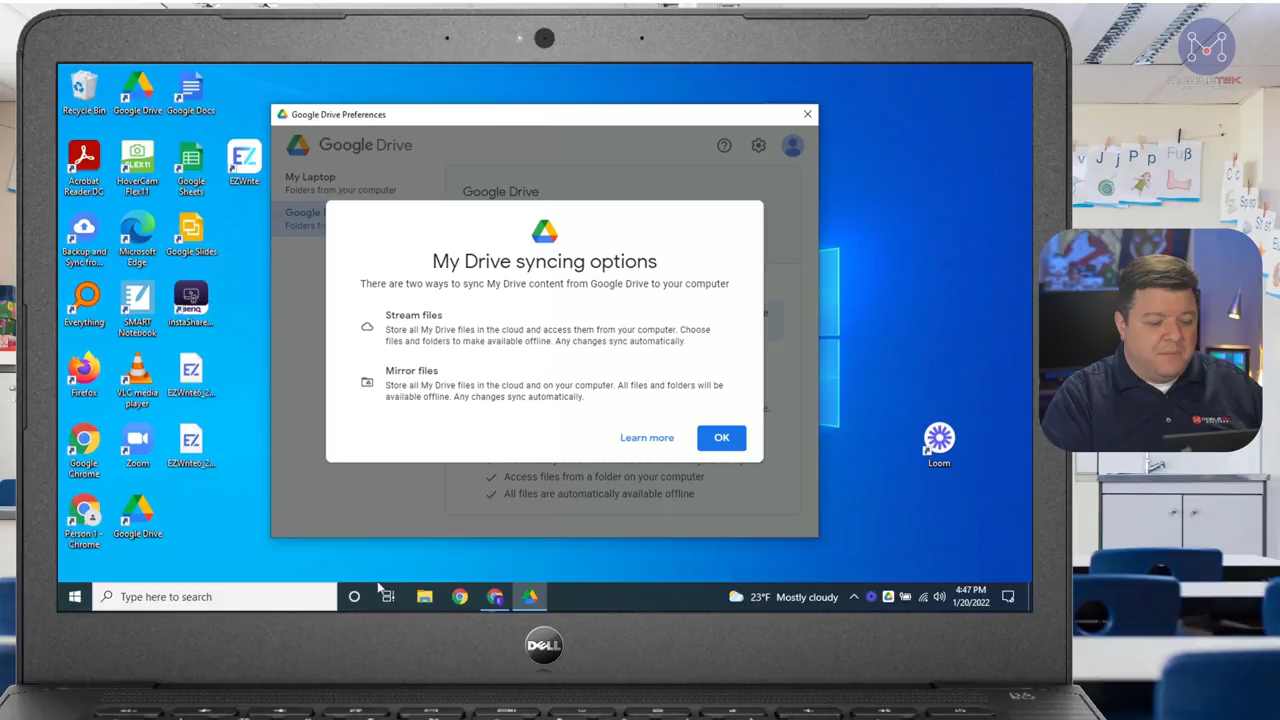 MOBILETEK
Recycle Bin
Google Drive
Google Docs
Acrobat
Reader DC
HoverCam
Flex11
Google
Sheets
EZWrite
Backup and
Sync fro...
Microsoft
Edge
Google Slides
Everything
SMART
Notebook
InstaShare...
Firefox
VLC media
player
EZWrite6_2...
Google
Chrome
Zoom
EZWrite6_2...
Person 1 -
Chrome
Google Drive
Google Drive Preferences
Google Drive
My Laptop
Folders from your computer
Google
Folders
Google Drive
My Drive syncing options
There are two ways to sync My Drive content from Google Drive to your computer
Stream files
Store all My Drive files in the cloud and access them from your computer. Choose
files and folders to make available offline. Any changes sync automatically.
Mirror files
Store all My Drive files in the cloud and on your computer. All files and folders will be
available offline. Any changes sync automatically.
Learn more
OK
Access files from a folder on your computer
All files are automatically available offline
Loom
Type here to search
23°F Mostly cloudy
4:47 PM
1/20/2022
DELL
J j P p Fuß